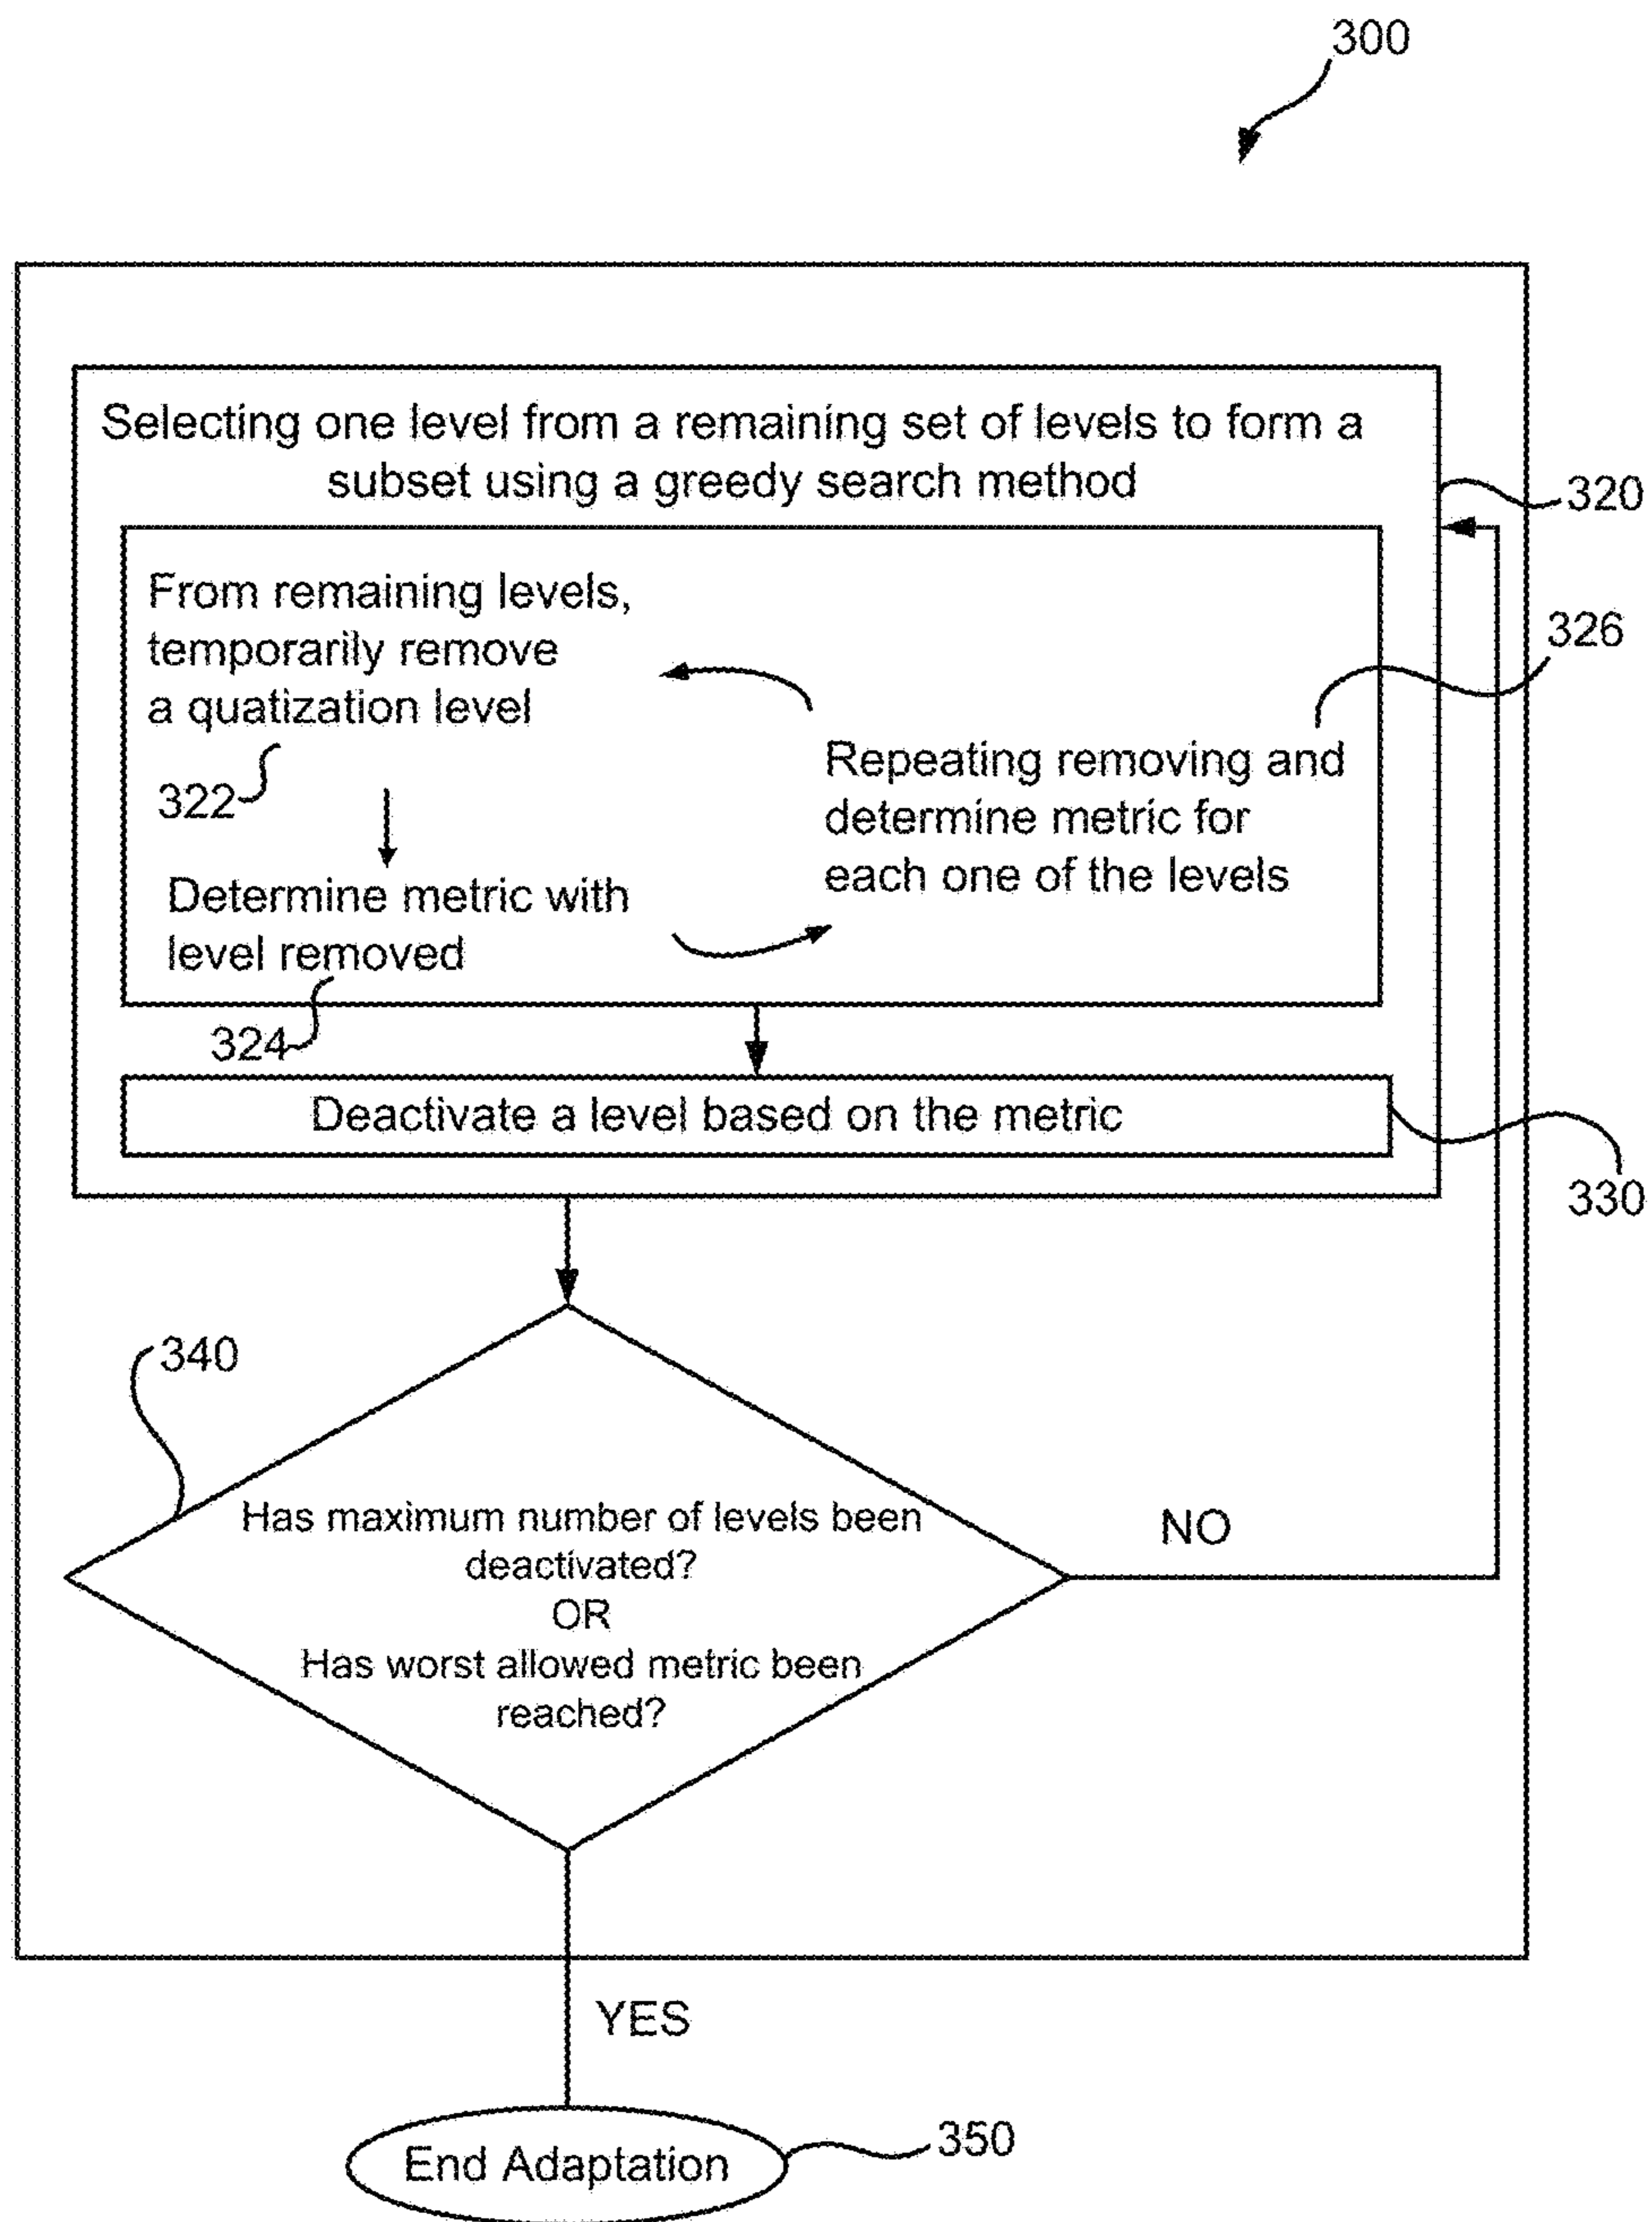 300
Selecting one level from a remaining set of levels to form a
subset using a greedy search method
320
From remaining levels,
temporarily remove
a quatization level
322
326
Repeating removing and
determine metric for
each one of the levels
Determine metric with
level removed
324
Deactivate a level based on the metric
330
340
Has maximum number of levels been
deactivated?
OR
Has worst allowed metric been
reached?
NO
YES
End Adaptation
350